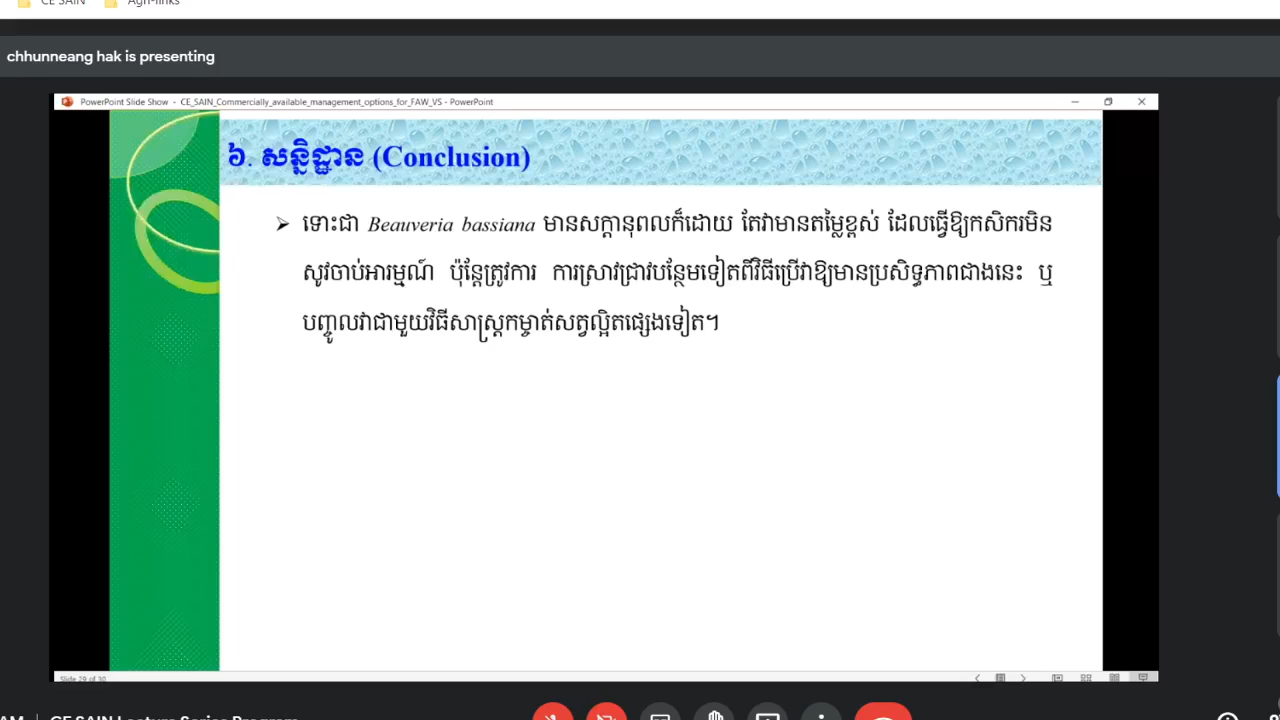 CE SAIN Agri-links
chhunneang hak is presenting
PowerPoint Slide Show - CE_SAIN_Commercially_available_management_options_for_FAW_VS - PowerPoint
៦. សន្និដ្ឋាន (Conclusion)
➢ ទោះជា Beauveria bassiana មានសក្តានុពលក៏ដោយ តែវាមានតម្លៃខ្ពស់ ដែលធ្វើឱ្យកសិករមិន
សូវចាប់អារម្មណ៍ ប៉ុន្តែត្រូវការ ការស្រាវជ្រាវបន្ថែមទៀតពីវិធីប្រើវាឱ្យមានប្រសិទ្ធភាពជាងនេះ ឬ
បញ្ចូលវាជាមួយវិធីសាស្ត្រកម្ចាត់សត្វល្អិតផ្សេងទៀត។
Slide 29 of 30
AM | CE SAIN Lecture Series Program